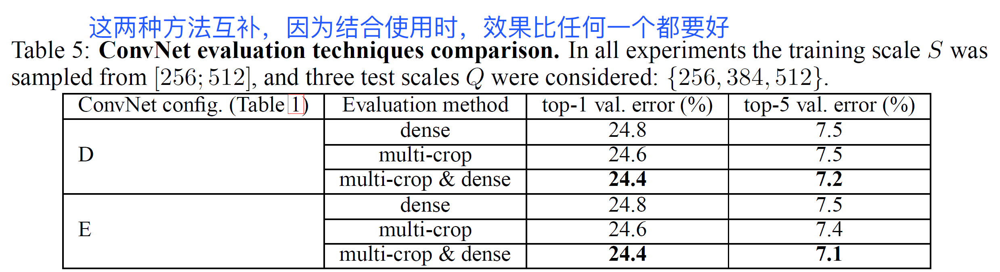 这两种方法互补，因为结合使用时，效果比任何一个都要好
Table 5: ConvNet evaluation techniques comparison. In all experiments the training scale S was
sampled from [256; 512], and three test scales Q were considered: {256, 384, 512}.
ConvNet config. (Table 1) Evaluation method top-1 val. error (%) top-5 val. error (%)
D
dense 24.8 7.5
multi-crop 24.6 7.5
multi-crop & dense 24.4 7.2
E
dense 24.8 7.5
multi-crop 24.6 7.4
multi-crop & dense 24.4 7.1